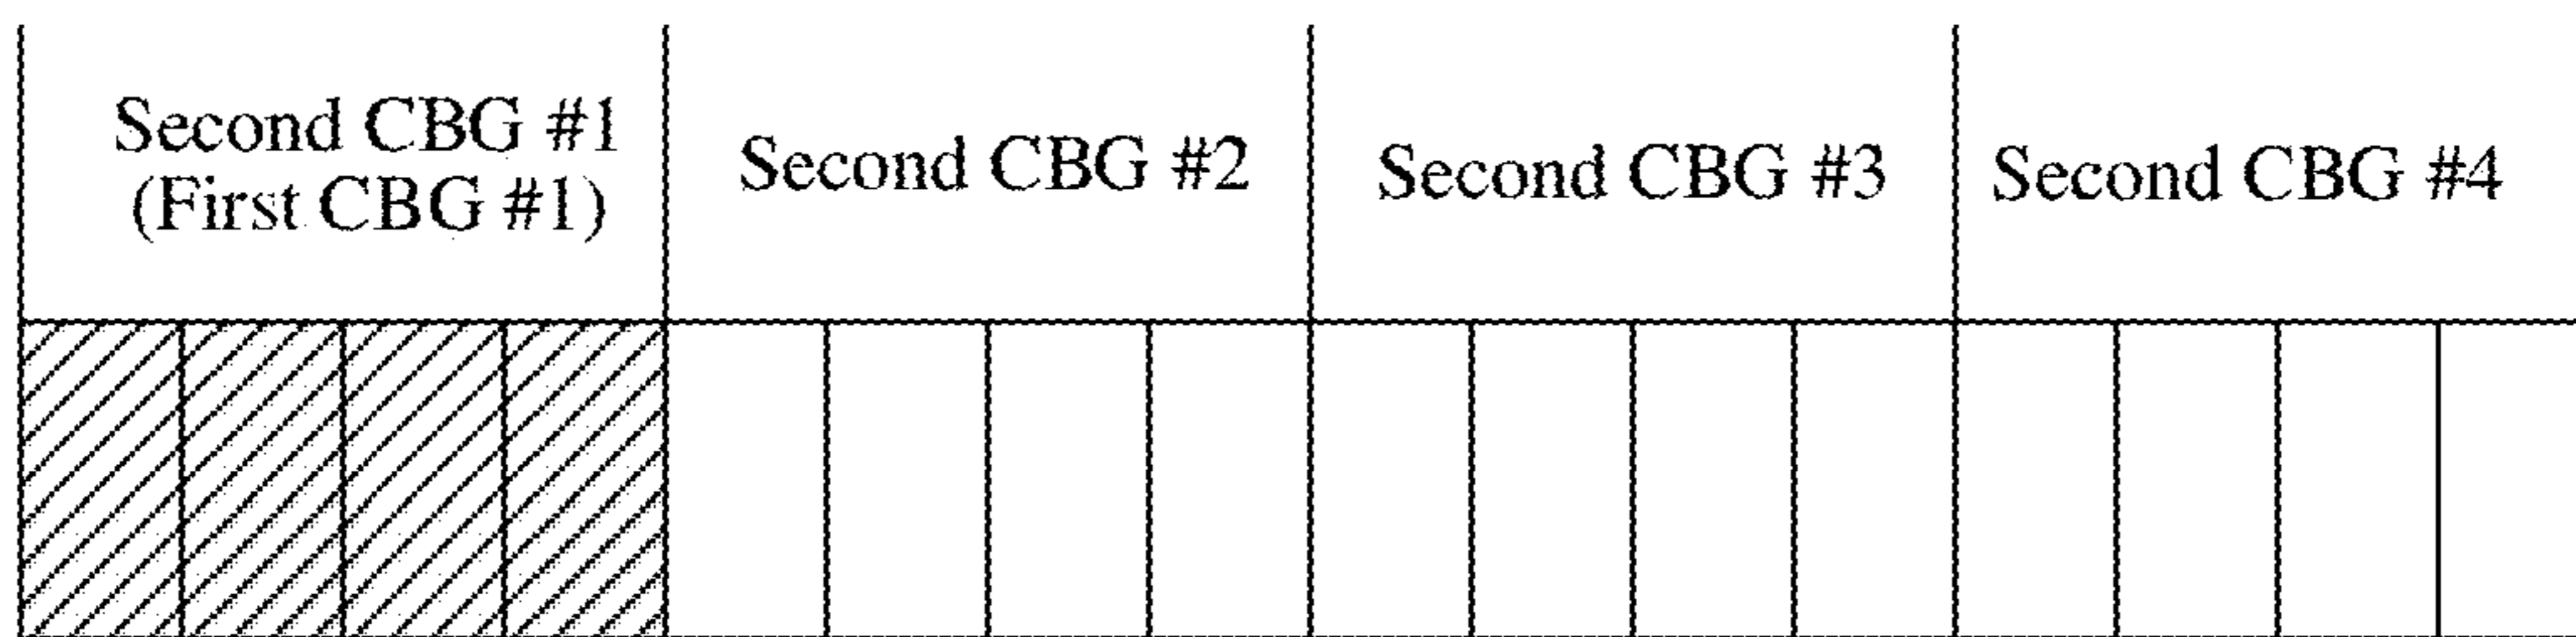 Second CBG #1
(First CBG #1)
Second CBG #2
Second CBG #3
Second CBG #4